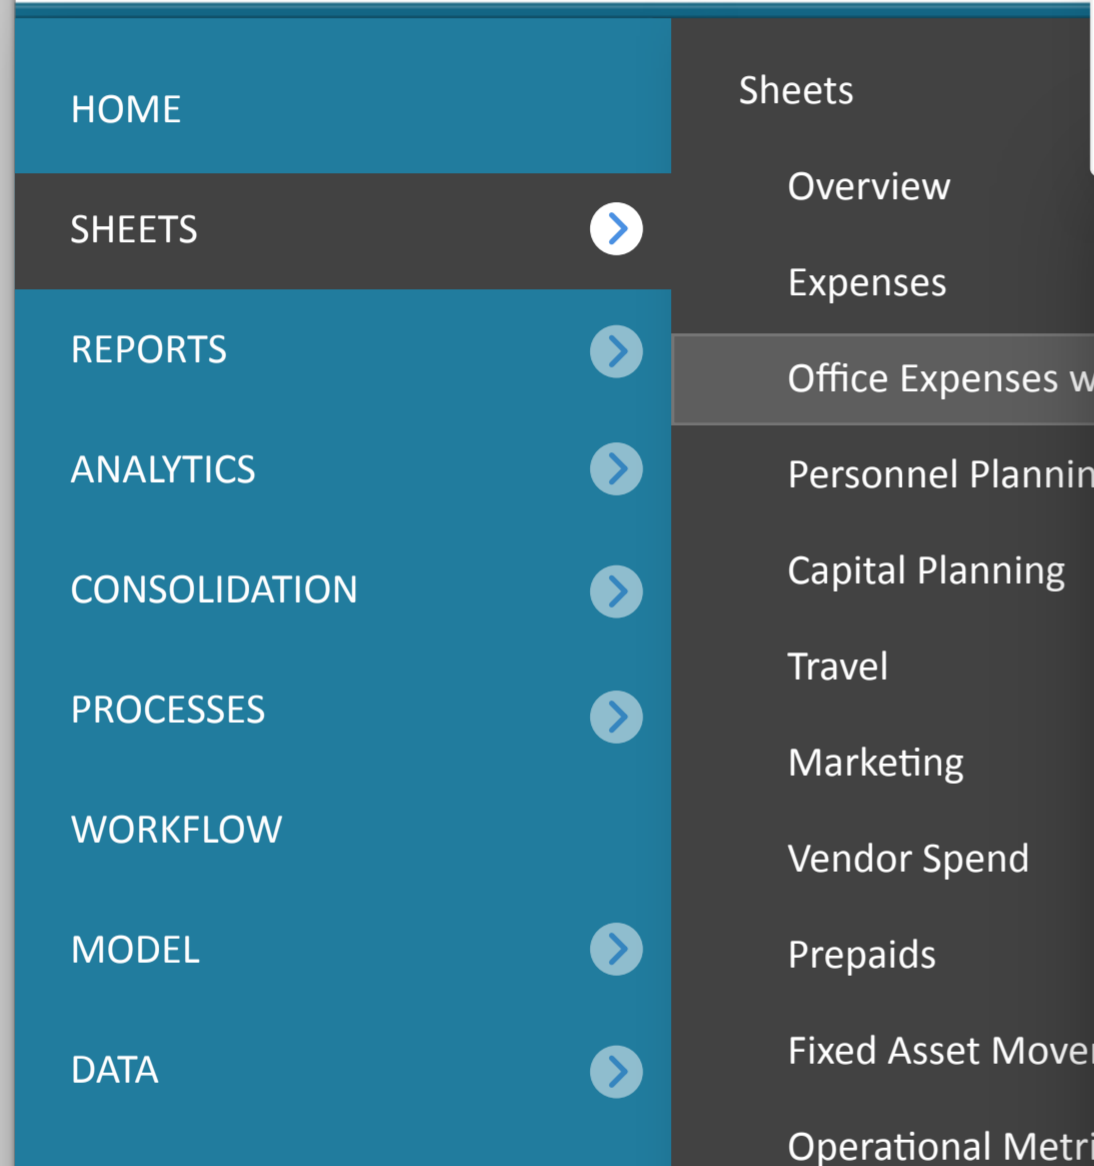 HOME
SHEETS
REPORTS
ANALYTICS
CONSOLIDATION
PROCESSES
WORKFLOW
MODEL
DATA
Sheets
Overview
Expenses
Office Expenses
Personnel
Capital Planning
Travel
Marketing
Vendor Spend
Prepaids
Fixed Asset
Operational